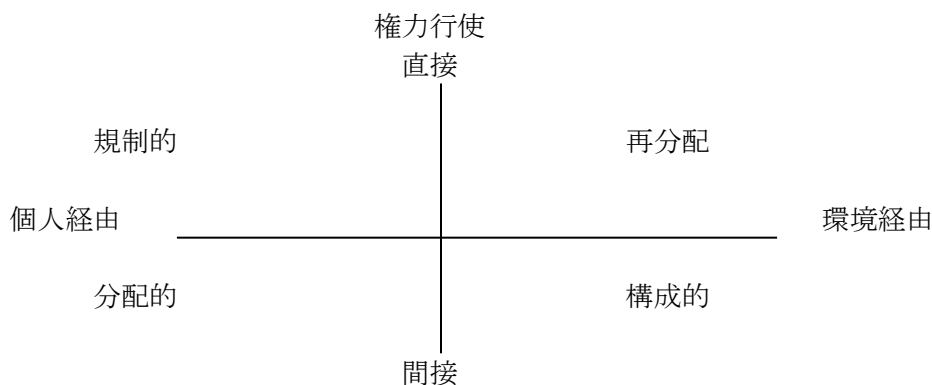 権力行使
直接
規制的
再分配
個人経由
環境経由
分配的
構成的
間接